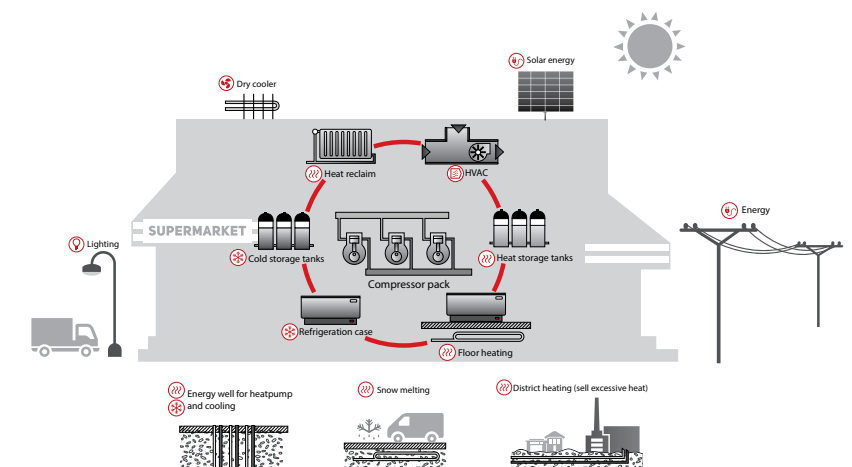 Solar energy
Dry cooler
Heat reclaim
HVAC
Energy
SUPERMARKET
Lighting
Cold storage tanks
Heat storage tanks
Compressor pack
Refrigeration case
Floor heating
Energy well for heatpump
and cooling
Snow melting
District heating (sell excessive heat)